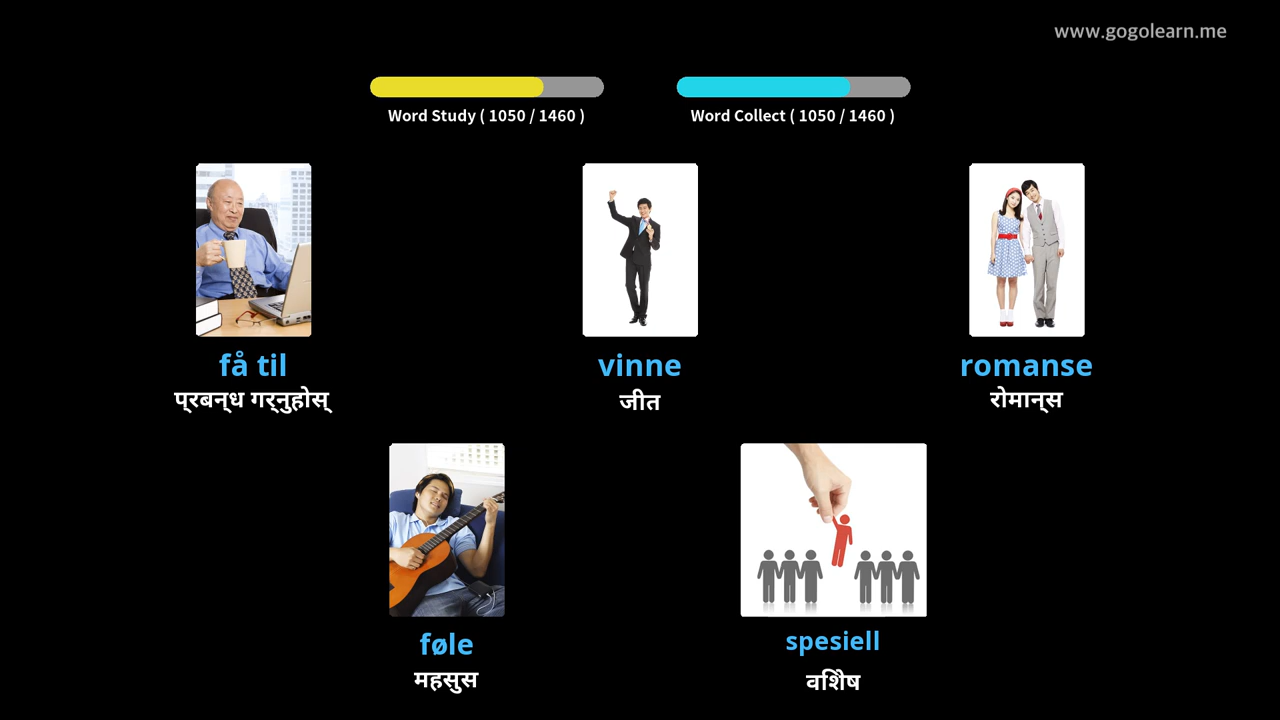 www.gogolearn.me
Word Study ( 1050 / 1460 )
Word Collect ( 1050 / 1460 )
få til
प्रबन्ध गर्नुहोस्
vinne
जीत
romanse
रोमान्स
føle
महसुस
spesiell
विशेष